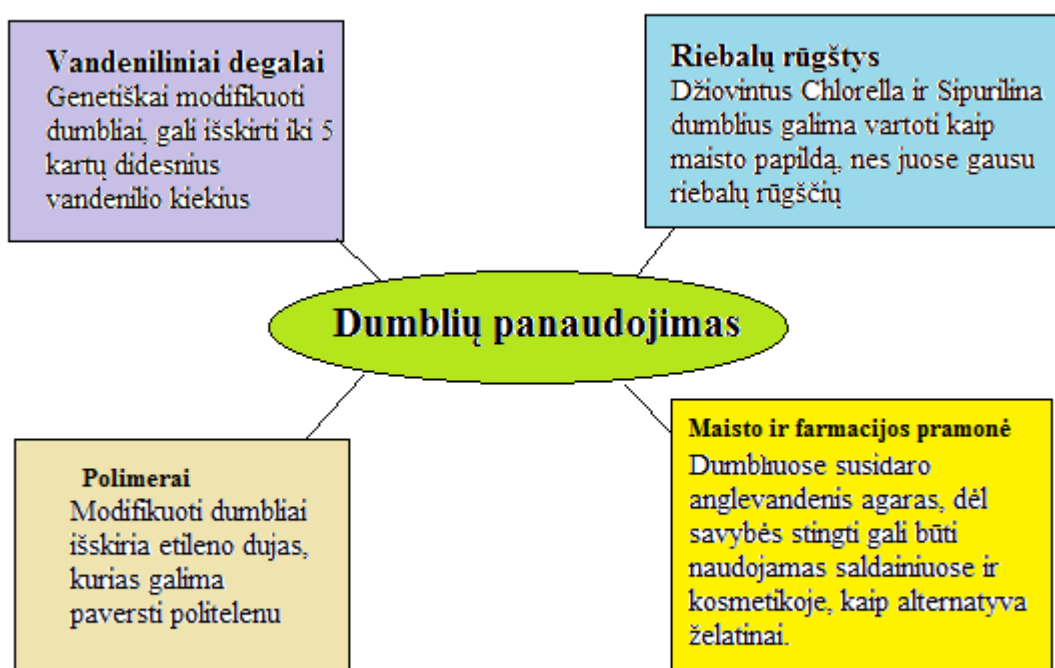 Vandeniliniai degalai
Genetiškai modifikuoti
dumbliai, gali išskirti iki 5
kartų didesnius
vandenilio kiekius
Riebalų rūgštys
Džiovintus Chlorella ir Sipurilina
dumblius galima vartoti kaip
maisto papildą, nes juose gausu
riebalų rūgščių
Dumblių panaudojimas
Polimerai
Modifikuoti dumbliai
išskiria etileno dujas,
kurias galima
paversti politelenu
Maisto ir farmacijos pramonė
Dumbliuose susidaro
anglevandenis agaras, dėl
savybės stingti gali būti
naudojamas saldainiuose ir
kosmetikoje, kaip alternatyva
želatinai.